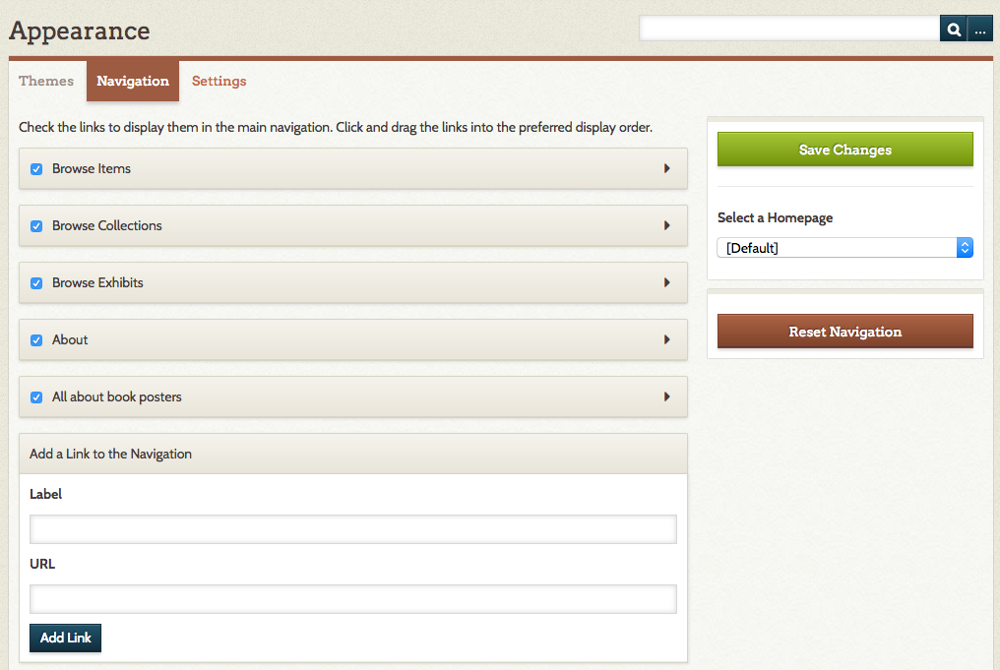 Appearance
...
Themes
Navigation
Settings
Check the links to display them in the main navigation. Click and drag the links into the preferred display order.
Browse Items
Browse Collections
Browse Exhibits
About
All about book posters
Add a Link to the Navigation
Label
URL
Add Link
Save Changes
Select a Homepage
[Default]
Reset Navigation